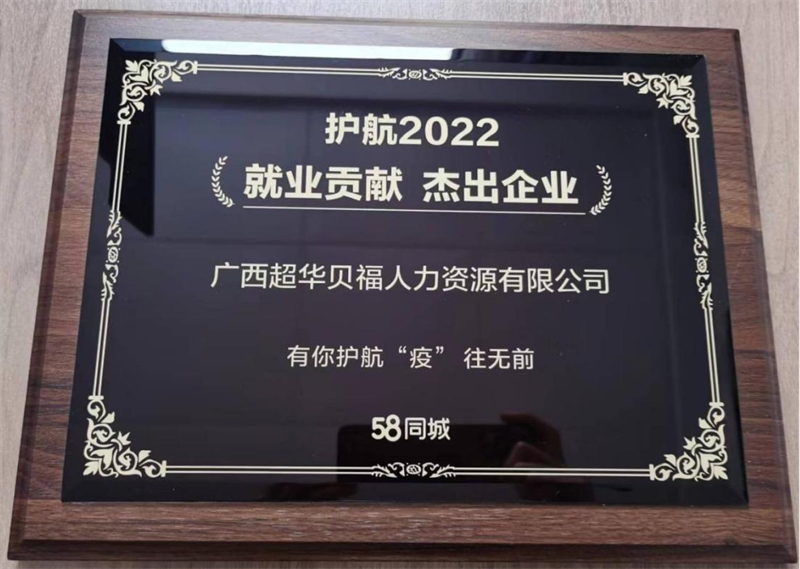 护航2022
就业贡献 杰出企业
广西超华贝福人力资源有限公司
有你护航“疫”往无前
58同城